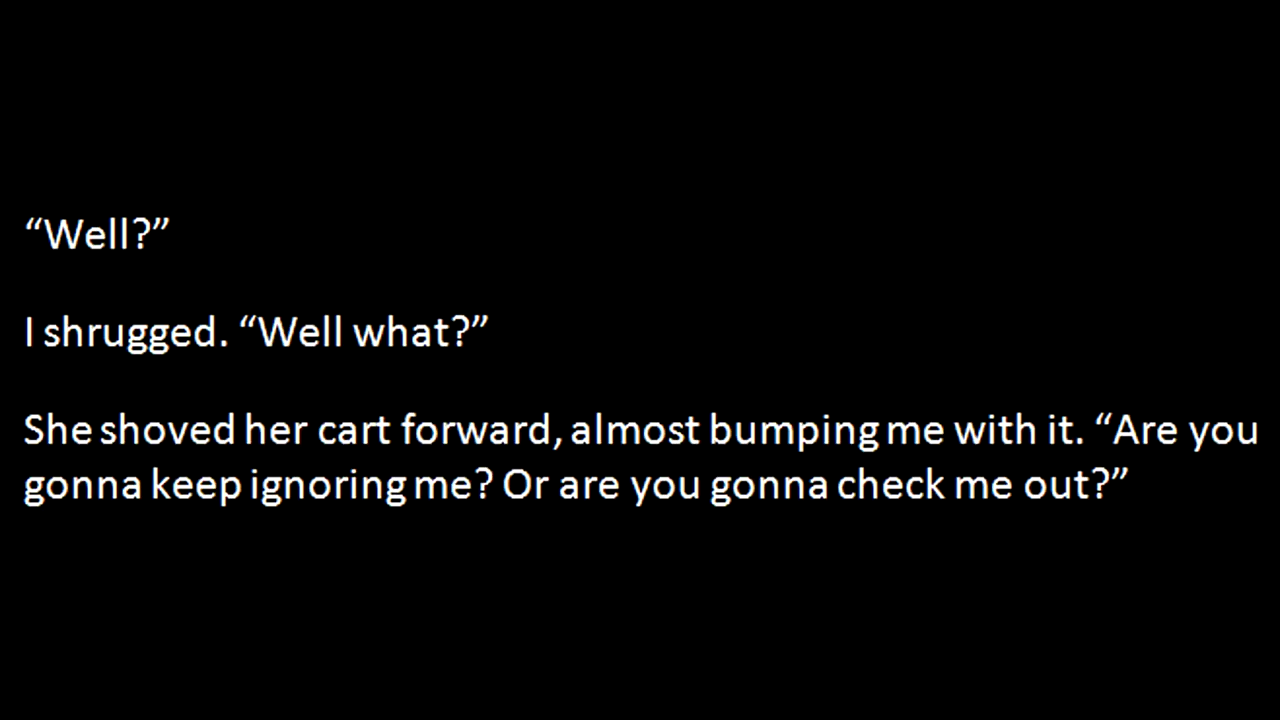 “Well?”
I shrugged. “Well what?”
She shoved her cart forward, almost bumping me with it. “Are you
gonna keep ignoring me? Or are you gonna check me out?”